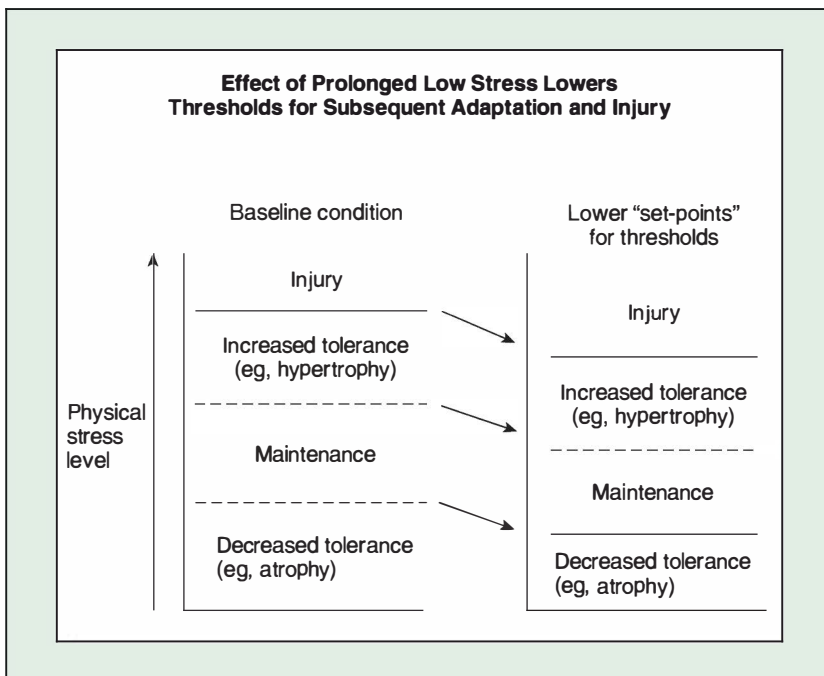 Effect of Prolonged Low Stress Lowers
Thresholds for Subsequent Adaptation and Injury
Baseline condition
Lower “set-points”
for thresholds
Injury
Increased tolerance
(eg, hypertrophy)
Physical
stress
level
Maintenance
Decreased tolerance
(eg, atrophy)
Injury
Increased tolerance
(eg, hypertrophy)
Maintenance
Decreased tolerance
(eg, atrophy)